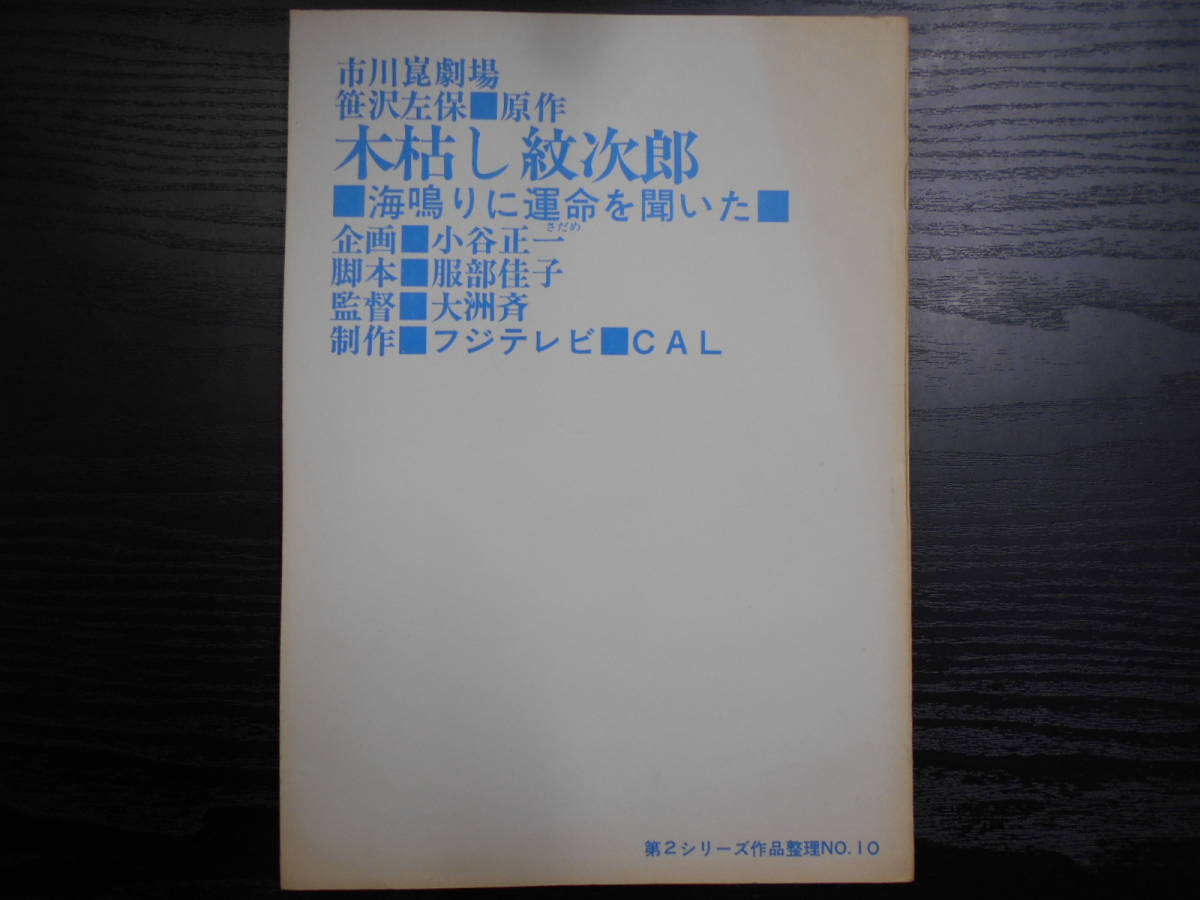 市川崑劇場
笹沢左保■原作
木枯し紋次郎
■海鳴りに運命を聞いた■
さだめ
企画■小谷正一
脚本■服部佳子
監督■大洲斉
制作■フジテレビ■CAL
第2シリーズ作品整理NO.10